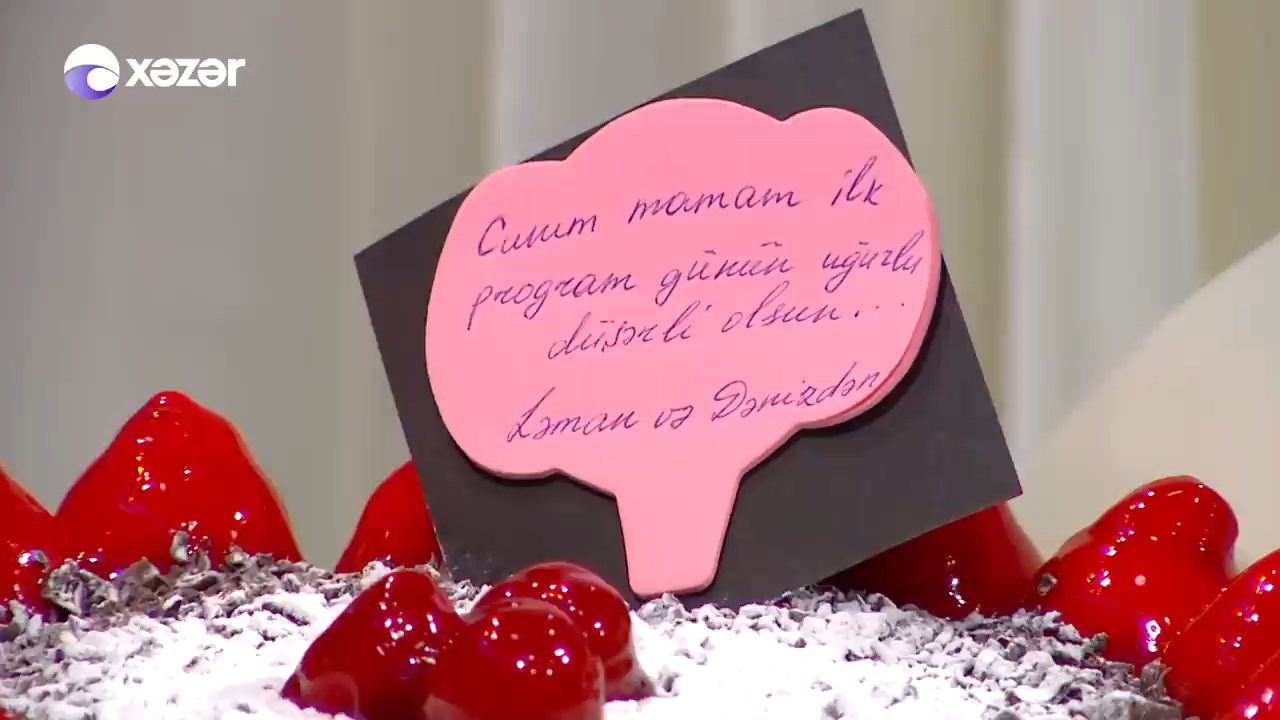 xəzər
Canım mamam ilk
program günün uğurlu
düşərli olsun...
Ləman və Dənizdən